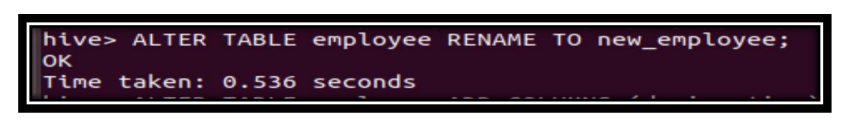 hive> ALTER TABLE employee RENAME TO new_employee;
OK
Time taken: 0.536 seconds